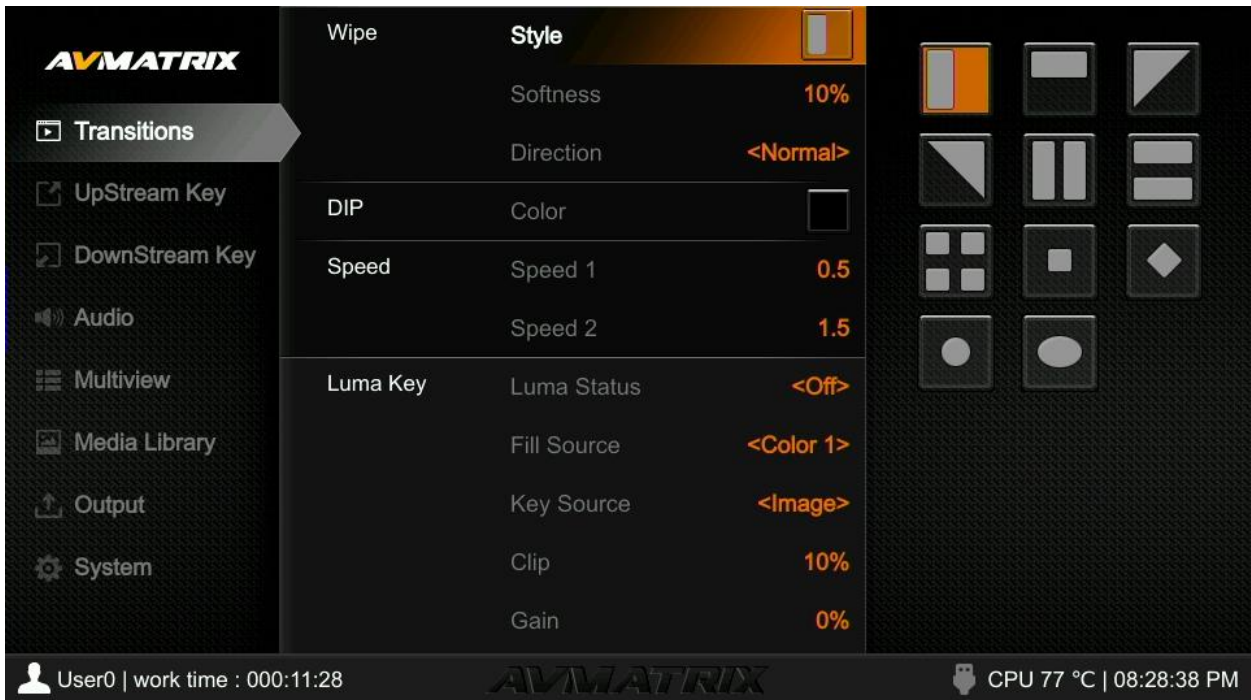 AVMATRIX
Transitions
UpStream Key
DownStream Key
Audio
Multiview
Media Library
Output
System
Wipe Style
Softness 10%
Direction <Normal>
DIP Color
Speed Speed 1 0.5
Speed 2 1.5
Luma Key Luma Status <Off>
Fill Source <Color 1>
Key Source <Image>
Clip 10%
Gain 0%
User0 | work time : 000:11:28 AVMATRIX CPU 77 °C | 08:28:38 PM